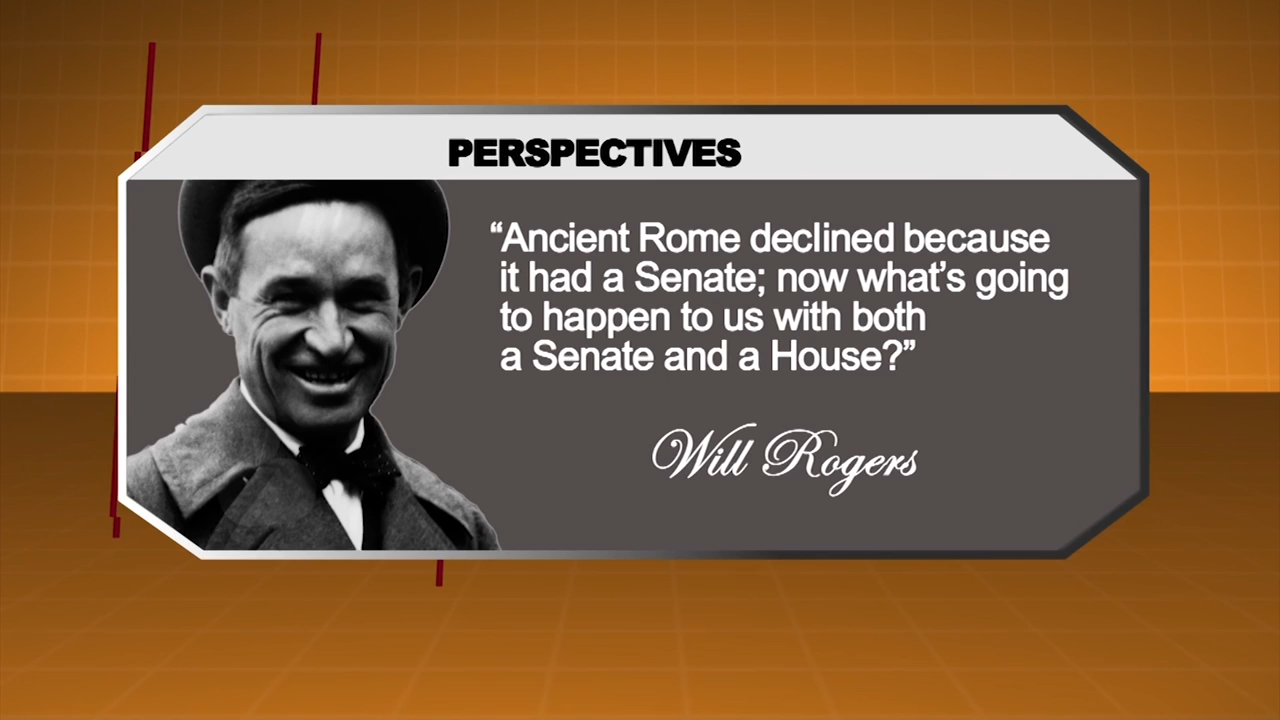 PERSPECTIVES
“Ancient Rome declined because
it had a Senate; now what’s going
to happen to us with both
a Senate and a House?”
Will Rogers